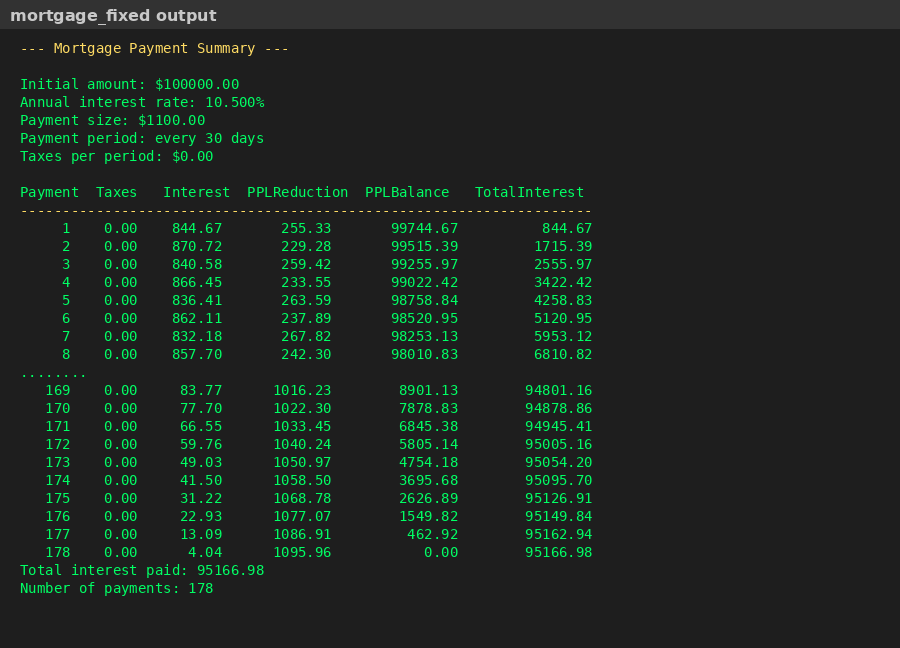 mortgage_fixed output
--- Mortgage Payment Summary ---
Initial amount: $100000.00
Annual interest rate: 10.500%
Payment size: $1100.00
Payment period: every 30 days
Taxes per period: $0.00
Payment  Taxes   Interest  PPLReduction  PPLBalance   TotalInterest
--------------------------------------------------------------------
     1    0.00    844.67       255.33       99744.67          844.67
     2    0.00    870.72       229.28       99515.39         1715.39
     3    0.00    840.58       259.42       99255.97         2555.97
     4    0.00    866.45       233.55       99022.42         3422.42
     5    0.00    836.41       263.59       98758.84         4258.83
     6    0.00    862.11       237.89       98520.95         5120.95
     7    0.00    832.18       267.82       98253.13         5953.12
     8    0.00    857.70       242.30       98010.83         6810.82
........
   169    0.00     83.77      1016.23        8901.13        94801.16
   170    0.00     77.70      1022.30        7878.83        94878.86
   171    0.00     66.55      1033.45        6845.38        94945.41
   172    0.00     59.76      1040.24        5805.14        95005.16
   173    0.00     49.03      1050.97        4754.18        95054.20
   174    0.00     41.50      1058.50        3695.68        95095.70
   175    0.00     31.22      1068.78        2626.89        95126.91
   176    0.00     22.93      1077.07        1549.82        95149.84
   177    0.00     13.09      1086.91         462.92        95162.94
   178    0.00      4.04      1095.96           0.00        95166.98
Total interest paid: 95166.98
Number of payments: 178